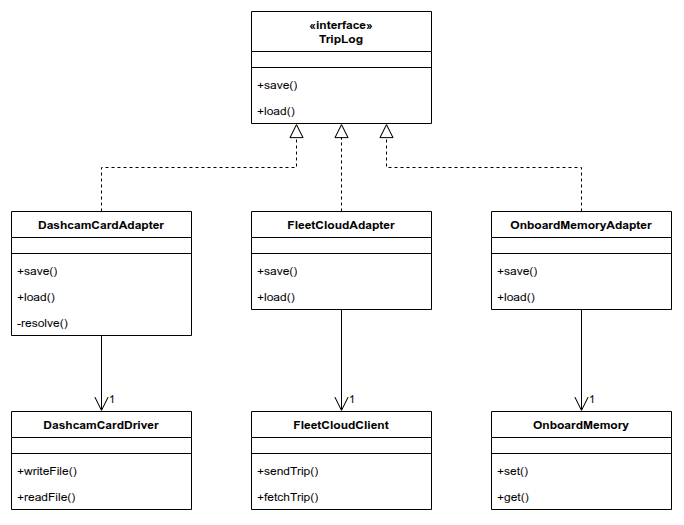 «interface»
TripLog
+save()
+load()
DashcamCardAdapter
+save()
+load()
-resolve()
FleetCloudAdapter
+save()
+load()
OnboardMemoryAdapter
+save()
+load()
1
1
1
DashcamCardDriver
+writeFile()
+readFile()
FleetCloudClient
+sendTrip()
+fetchTrip()
OnboardMemory
+set()
+get()